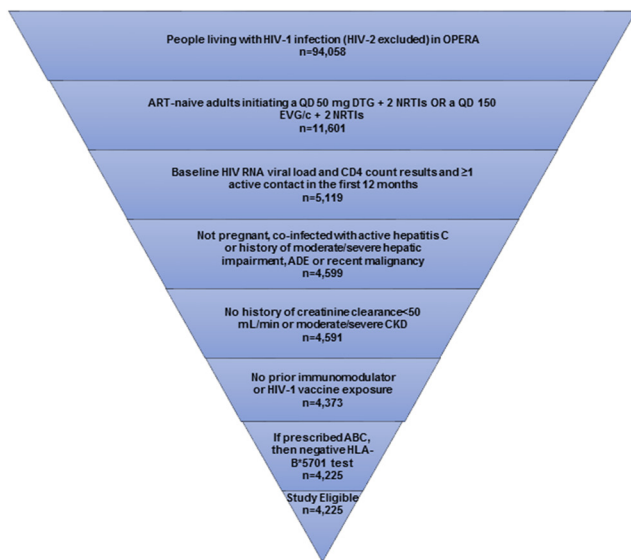 People living with HIV-1 infection (HIV-2 excluded) in OPERA
n=94,058
ART-naive adults initiating a QD 50 mg DTG + 2 NRTIs OR a QD 150
EVG/c + 2 NRTIs
n=11,601
Baseline HIV RNA viral load and CD4 count results and ≥1
active contact in the first 12 months
n=5,119
Not pregnant, co-infected with active hepatitis C
or history of moderate/severe hepatic
impairment, ADE or recent malignancy
n=4,599
No history of creatinine clearance<50
mL/min or moderate/severe CKD
n=4,591
No prior immunomodulator
or HIV-1 vaccine exposure
n=4,373
If prescribed ABC,
then negative HLA-
B*5701 test
n=4,225
Study Eligible
n=4,225